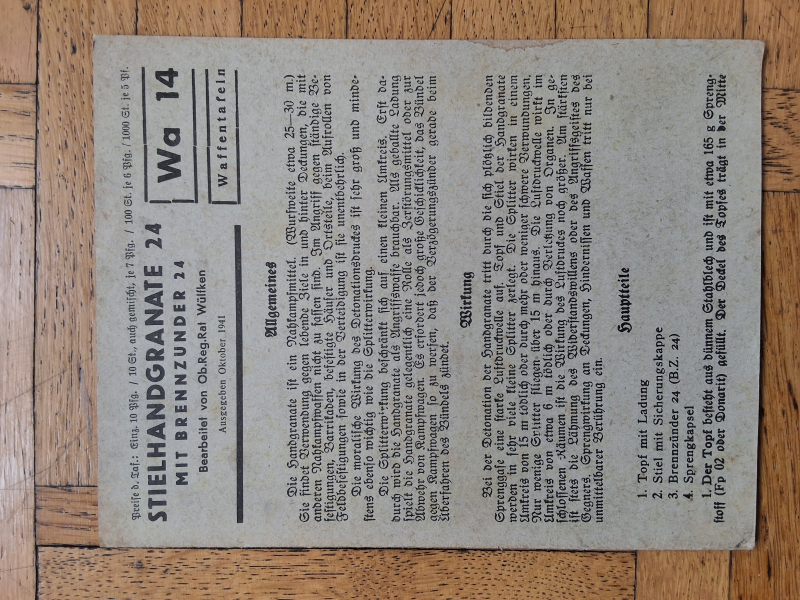 Preise d. Taf.: Einz. 10 Pfg. / 10 St., auch gemischt, je 7 Pfg. / 100 St. je 6 Pfg. / 1000 St. je 5 Pf.
STIELHANDGRANATE 24
MIT BRENNZÜNDER 24
Bearbeitet von Ob.Reg.Rat Wüllken
Ausgegeben Oktober 1941
Wa 14
Waffentafeln
Allgemeines
Die Handgranate ist ein Nahkampfmittel. (Wurfweite etwa 25—30 m.)
Sie findet Verwendung gegen lebende Ziele in und hinter Deckungen, die mit
anderen Nahkampfwaffen nicht zu fassen sind. Im Angriff gegen ständige Be-
festigungen, Barrikaden, befestigte Häuser und Ortsteile, beim Aufrollen von
Feldbefestigungen sowie in der Verteidigung ist sie unentbehrlich.
Die moralische Wirkung des Detonationsdruckes ist sehr groß und minde-
stens ebenso wichtig wie die Splitterwirkung.
Die Splitterwirkung beschränkt sich auf einen kleinen Umkreis. Erst da-
durch wird die Handgranate als Angriffswaffe brauchbar. Als geballte Ladung
spielt die Handgranate gelegentlich eine Rolle als Zerstörungsmittel oder zur
Abwehr von Kampfwagen. Es erfordert jedoch große Geschicklichkeit, das Bündel
gegen Kampfwagen so zu werfen, daß der Verzögerungszünder gerade beim
Überfahren des Bündels zündet.
Wirkung
Bei der Detonation der Handgranate tritt durch die sich plötzlich bildenden
Sprenggase eine starke Luftdruckwelle auf. Topf und Stiel der Handgranate
werden in sehr viele kleine Splitter zerlegt. Die Splitter wirken in einem
Umkreis von 15 m tödlich oder durch mehr oder weniger schwere Verwundungen.
Nur wenige Splitter fliegen über 15 m hinaus. Die Luftdruckwelle wirkt im
Umkreis von etwa 6 m tödlich oder durch Verletzung von Organen. In ge-
schlossenen Räumen ist die Wirkung des Luftdruckes noch größer. Am stärksten
ist stets die Lähmung des Widerstandswillens oder des Angriffsgeistes des
Gegners. Sprengwirkung an Deckungen, Hindernissen und Waffen tritt nur bei
unmittelbarer Berührung ein.
Hauptteile
1. Topf mit Ladung
2. Stiel mit Sicherungskappe
3. Brennzünder 24 (B.Z. 24)
4. Sprengkapsel
1. Der Topf besteht aus dünnem Stahlblech und ist mit etwa 165 g Spreng-
stoff (Fp 02 oder Donarit) gefüllt. Der Deckel des Topfes trägt in der Mitte